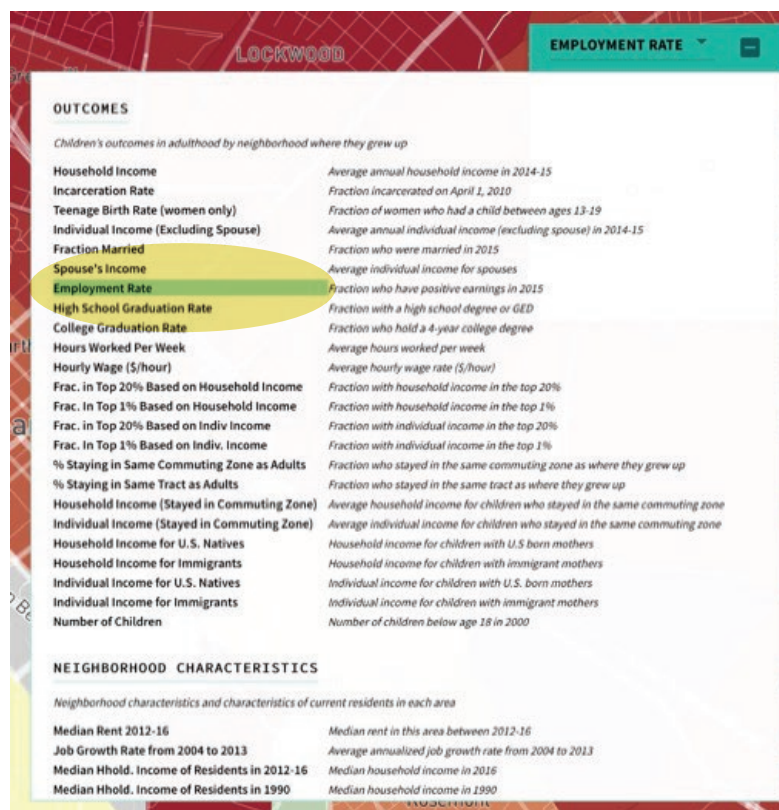 LOCKWOOD
EMPLOYMENT RATE
OUTCOMES
Children's outcomes in adulthood by neighborhood where they grew up
Household Income Average annual household income in 2014-15
Incarceration Rate Fraction incarcerated on April 1, 2010
Teenage Birth Rate (women only) Fraction of women who had a child between ages 13-19
Individual Income (Excluding Spouse) Average annual individual income (excluding spouse) in 2014-15
Fraction Married Fraction who were married in 2015
Spouse's Income Average individual income for spouses
Employment Rate Fraction who have positive earnings in 2015
High School Graduation Rate Fraction with a high school degree or GED
College Graduation Rate Fraction who hold a 4-year college degree
Hours Worked Per Week Average hours worked per week
Hourly Wage ($/hour) Average hourly wage rate ($/hour)
Frac. in Top 20% Based on Household Income Fraction with household income in the top 20%
Frac. In Top 1% Based on Household Income Fraction with household income in the top 1%
Frac. in Top 20% Based on Indiv Income Fraction with individual income in the top 20%
Frac. In Top 1% Based on Indiv. Income Fraction with individual income in the top 1%
% Staying in Same Commuting Zone as Adults Fraction who stayed in the same commuting zone as where they grew up
% Staying in Same Tract as Adults Fraction who stayed in the same tract as where they grew up
Household Income (Stayed in Commuting Zone) Average household income for children who stayed in the same commuting zone
Individual Income (Stayed in Commuting Zone) Average individual income for children who stayed in the same commuting zone
Household Income for U.S. Natives Household income for children with U.S born mothers
Household Income for Immigrants Household income for children with immigrant mothers
Individual Income for U.S. Natives Individual income for children with U.S. born mothers
Individual Income for Immigrants Individual income for children with immigrant mothers
Number of Children Number of children below age 18 in 2000
NEIGHBORHOOD CHARACTERISTICS
Neighborhood characteristics and characteristics of current residents in each area
Median Rent 2012-16 Median rent in this area between 2012-16
Job Growth Rate from 2004 to 2013 Average annualized job growth rate from 2004 to 2013
Median Hhold. Income of Residents in 2012-16 Median household income in 2016
Median Hhold. Income of Residents in 1990 Median household income in 1990
Rosemont